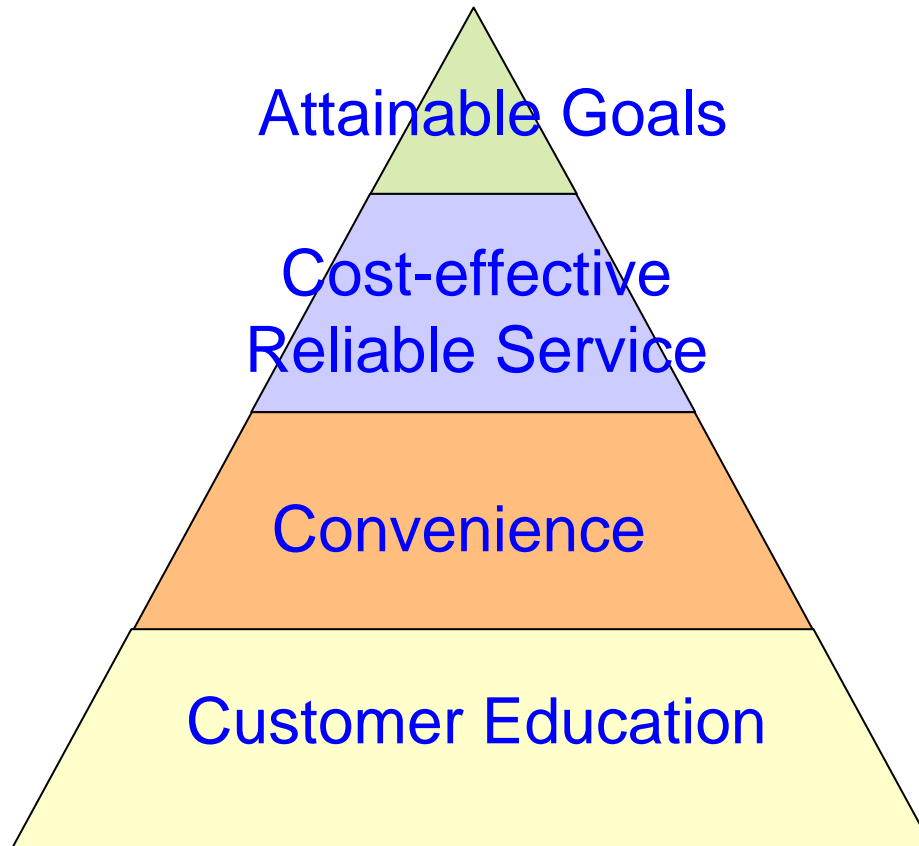 Attainable Goals
Cost-effective
Reliable Service
Convenience
Customer Education